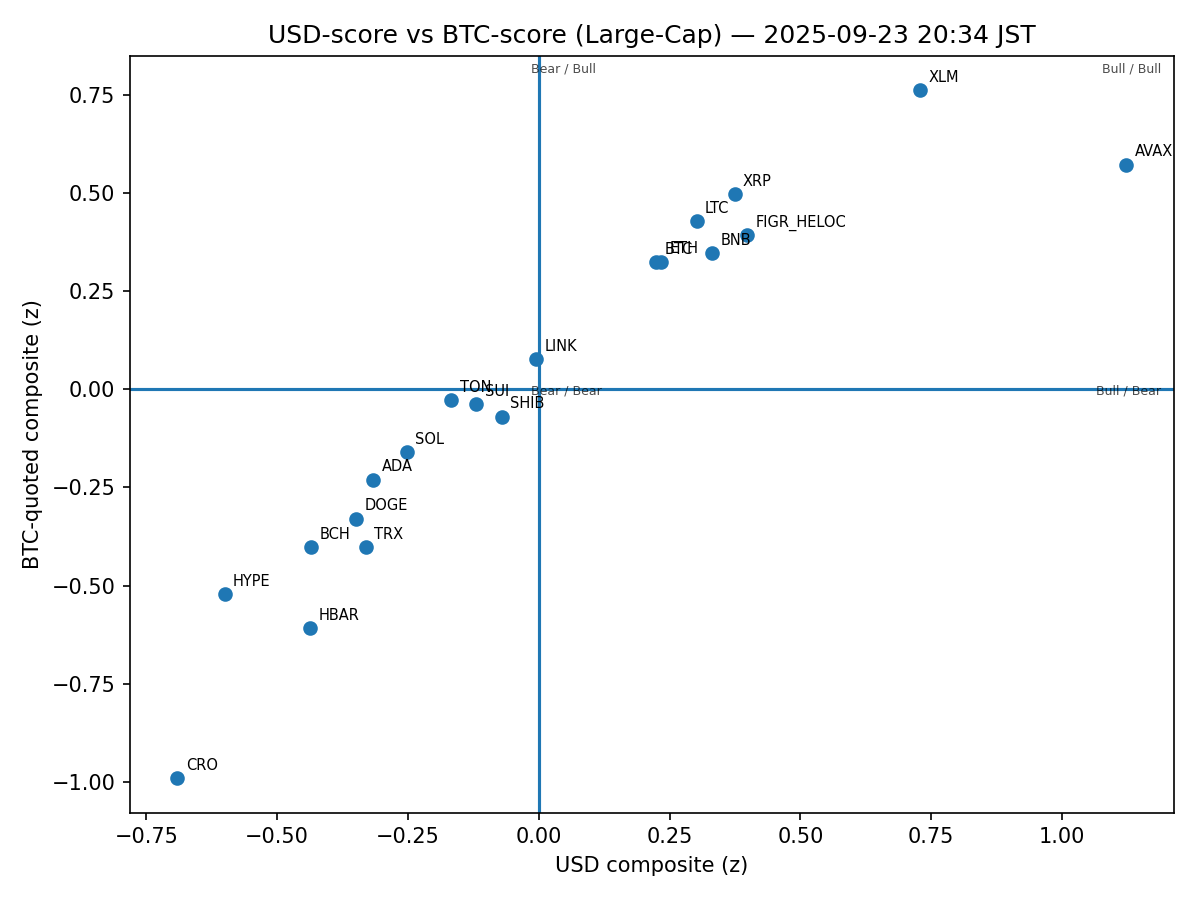 USD-score vs BTC-score (Large-Cap) — 2025-09-23 20:34 JST
Bear / Bull
Bull / Bull
XLM
AVAX
XRP
LTC
FIGR_HELOC
BNB
BTC
ETH
LINK
TON
SUI
Bear / Bear
Bull / Bear
SHIB
SOL
ADA
DOGE
BCH
TRX
HYPE
HBAR
CRO
0.75
0.50
0.25
0.00
−0.25
−0.50
−0.75
−1.00
BTC-quoted composite (z)
−0.75
−0.50
−0.25
0.00
0.25
0.50
0.75
1.00
USD composite (z)